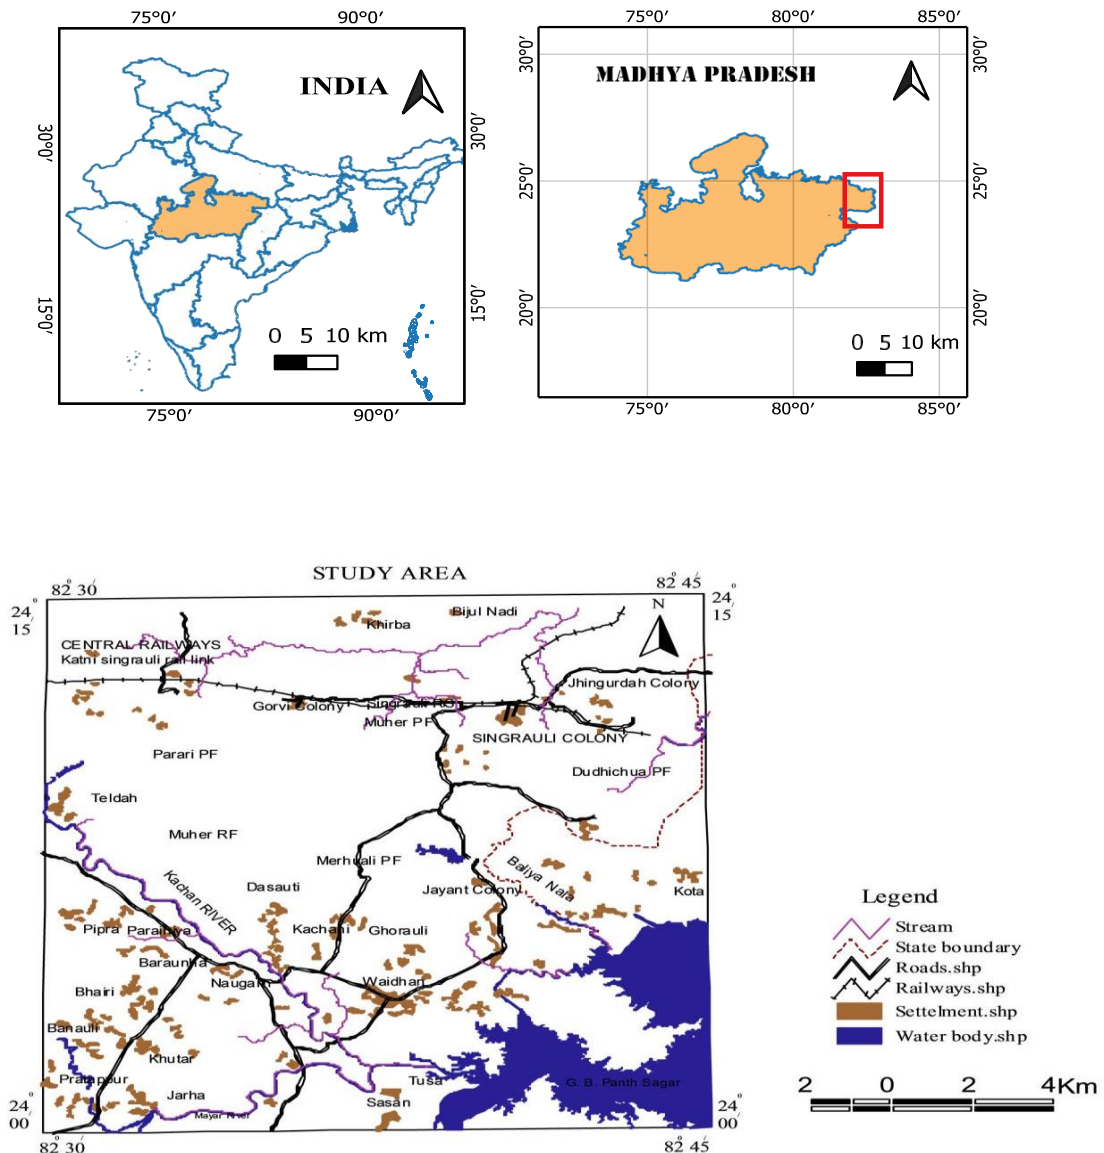 75°0′ 90°0′
INDIA
30°0′
30°0′
15°0′
15°0′
0 5 10 km
75°0′ 90°0′
75°0′ 80°0′ 85°0′
MADHYA PRADESH
30°0′
30°0′
25°0′
25°0′
20°0′
20°0′
0 5 10 km
75°0′ 80°0′ 85°0′
STUDY AREA
82° 30′
82° 45′
24° 15′
24° 15′
N
Bijul Nadi
Khirba
CENTRAL RAILWAYS
Katni singrauli rail link
Jhingurdah Colony
Gorvi Colony
Singrauli RS
Muher PF
SINGRAULI COLONY
Parari PF
Dudhichua PF
Teldah
Muher RF
Merhuali PF
Baliya Nala
Kachan RIVER
Dasauti
Jayant Colony
Kota
Pipra
Kachani
Ghorauli
Baraunha
Waidhan
Bhairi
Banauli
Khutar
Tusa
G. B. Panth Sagar
Jarha
Sasan
Mayar River
24° 00
24° 00
82 30
82 45
Legend
Stream
State boundary
Roads.shp
Railways.shp
Settelment.shp
Water body.shp
2 0 2 4Km